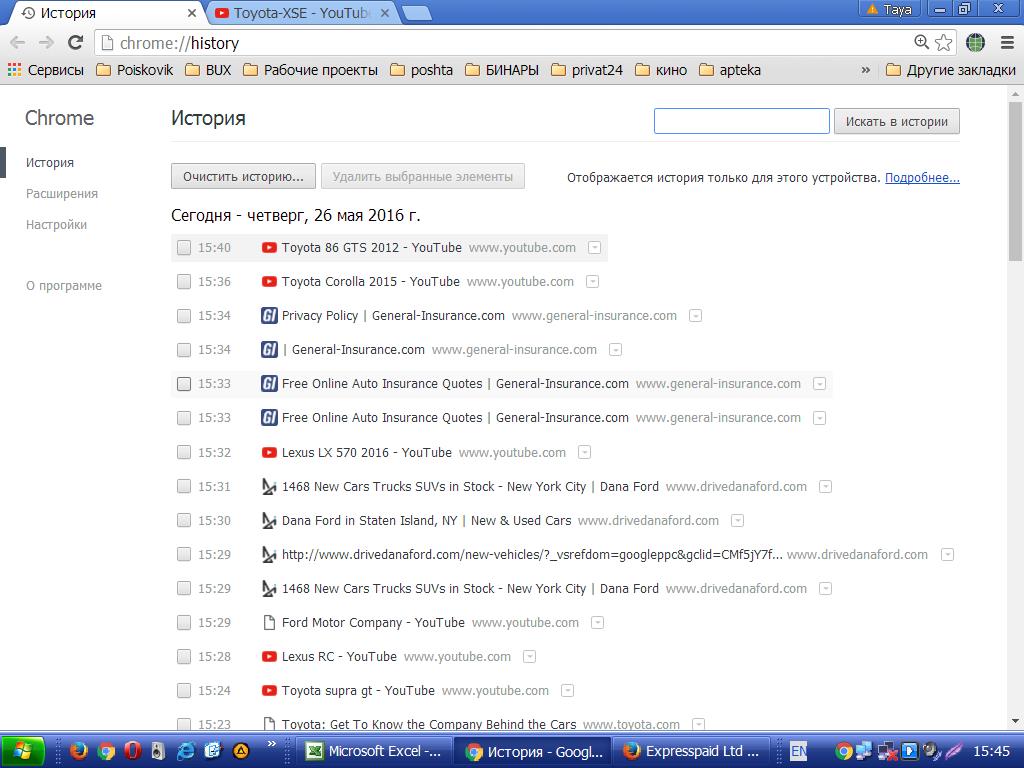 История
Toyota-XSE - YouTub
Taya
chrome://history
Сервисы Poiskovik BUX Рабочие проекты poshta БИНАРЫ privat24 кино apteka » Другие закладки
Chrome
История
Расширения
Настройки
О программе
История
Искать в истории
Очистить историю... Удалить выбранные элементы Отображается история только для этого устройства. Подробнее...
Сегодня - четверг, 26 мая 2016 г.
15:40 Toyota 86 GTS 2012 - YouTube www.youtube.com
15:36 Toyota Corolla 2015 - YouTube www.youtube.com
15:34 GI Privacy Policy | General-Insurance.com www.general-insurance.com
15:34 GI | General-Insurance.com www.general-insurance.com
15:33 GI Free Online Auto Insurance Quotes | General-Insurance.com www.general-insurance.com
15:33 GI Free Online Auto Insurance Quotes | General-Insurance.com www.general-insurance.com
15:32 Lexus LX 570 2016 - YouTube www.youtube.com
15:31 1468 New Cars Trucks SUVs in Stock - New York City | Dana Ford www.drivedanaford.com
15:30 Dana Ford in Staten Island, NY | New & Used Cars www.drivedanaford.com
15:29 http://www.drivedanaford.com/new-vehicles/?_vsrefdom=googleppc&gclid=CMf5jY7f... www.drivedanaford.com
15:29 1468 New Cars Trucks SUVs in Stock - New York City | Dana Ford www.drivedanaford.com
15:29 Ford Motor Company - YouTube www.youtube.com
15:28 Lexus RC - YouTube www.youtube.com
15:24 Toyota supra gt - YouTube www.youtube.com
15:23 Toyota: Get To Know the Company Behind the Cars www.toyota.com
» Microsoft Excel -... История - Googl... Expresspaid Ltd ... EN 15:45